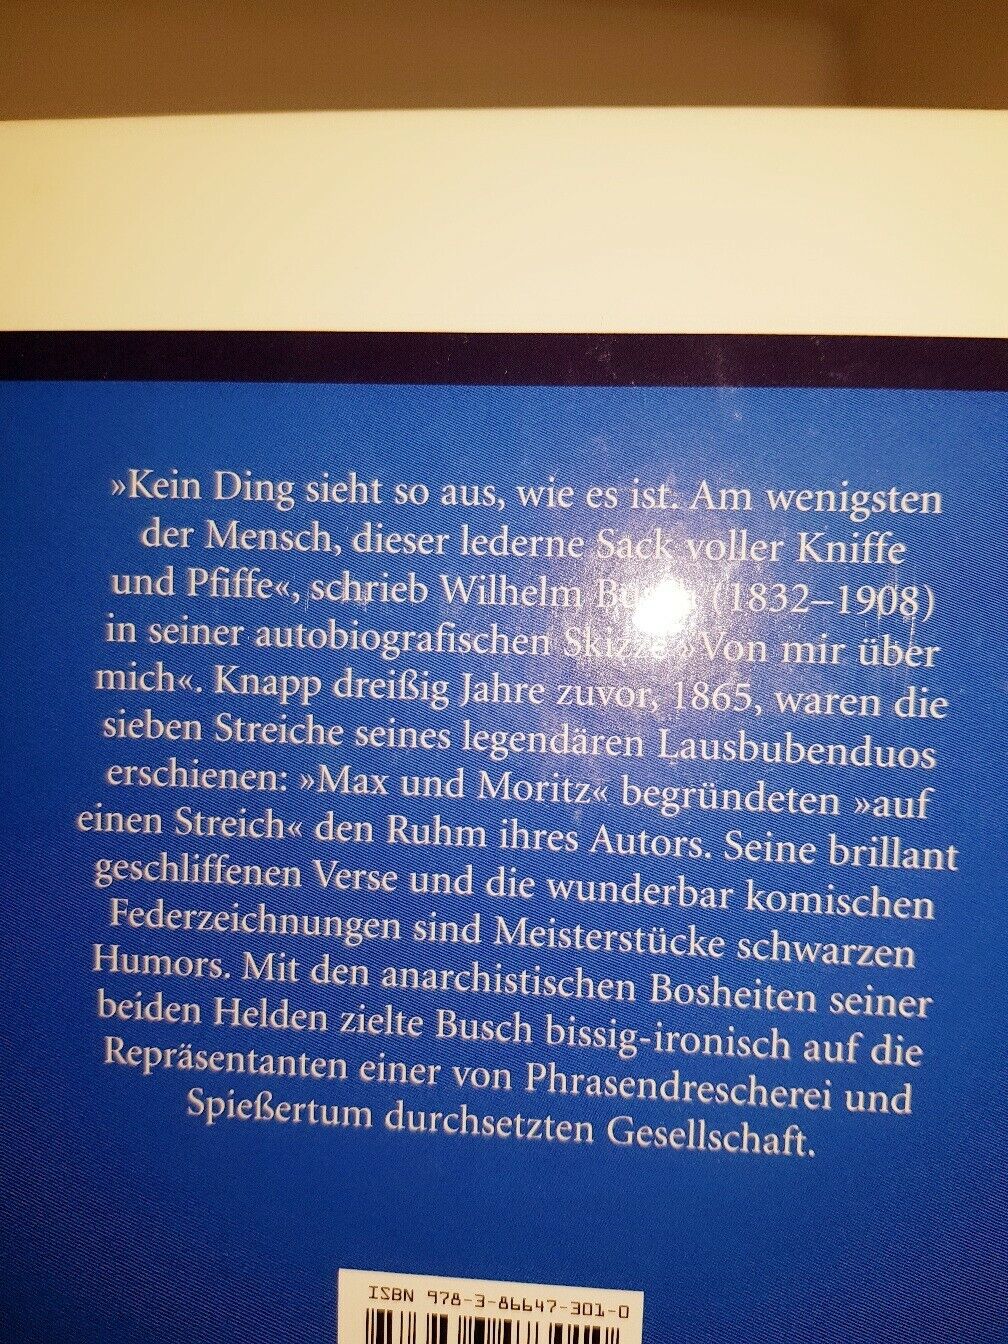 »Kein Ding sieht so aus, wie es ist. Am wenigsten
der Mensch, dieser lederne Sack voller Kniffe
und Pfiffe«, schrieb Wilhelm Busch (1832–1908)
in seiner autobiografischen Skizze »Von mir über
mich«. Knapp dreißig Jahre zuvor, 1865, waren die
sieben Streiche seines legendären Lausbubenduos
erschienen: »Max und Moritz« begründeten »auf
einen Streich« den Ruhm ihres Autors. Seine brillant
geschliffenen Verse und die wunderbar komischen
Federzeichnungen sind Meisterstücke schwarzen
Humors. Mit den anarchistischen Bosheiten seiner
beiden Helden zielte Busch bissig-ironisch auf die
Repräsentanten einer von Phrasendrescherei und
Spießertum durchsetzten Gesellschaft.
ISBN 978-3-86647-301-0